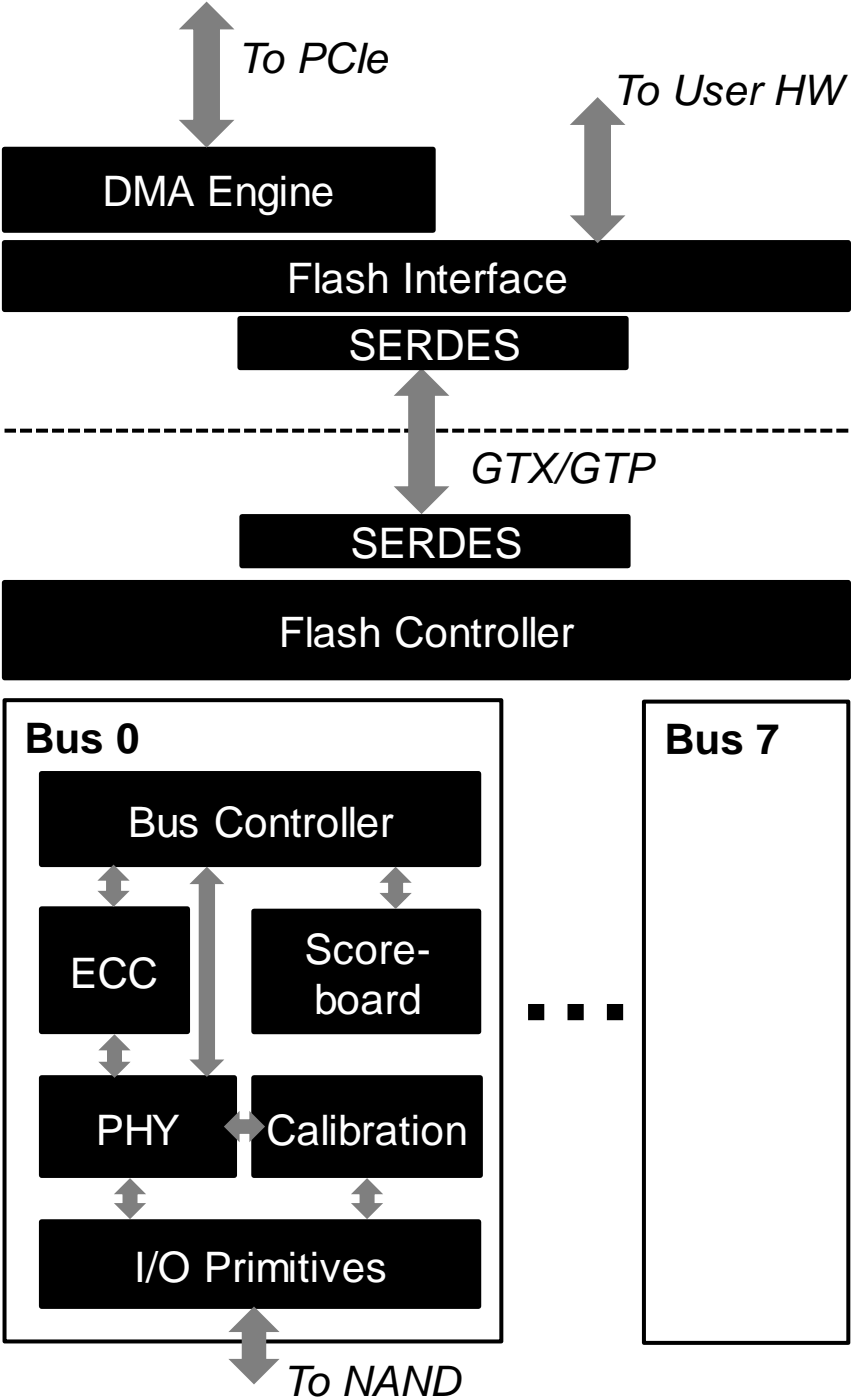 To PCIe
To User HW
DMA Engine
Flash Interface
SERDES
GTX/GTP
SERDES
Flash Controller
Bus 0
Bus 7
Bus Controller
ECC
Score-
board
PHY
Calibration
I/O Primitives
To NAND